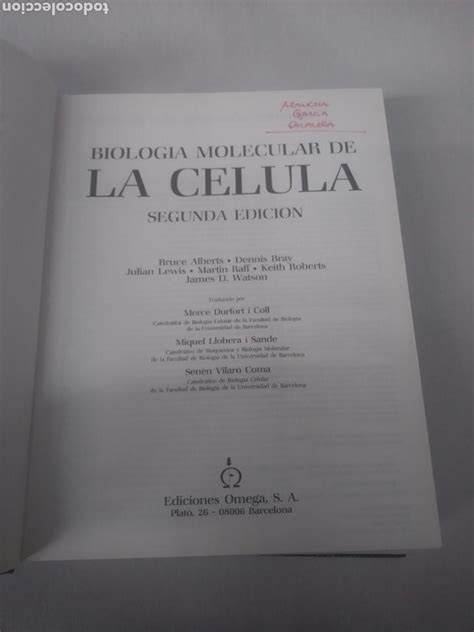 todocoleccion
García
BIOLOGIA MOLECULAR DE
LA CELULA
SEGUNDA EDICION
Bruce Alberts • Dennis Bray
Julian Lewis • Martin Raff • Keith Roberts
James D. Watson
Traducido por
Merce Durfort i Coll
Catedrática de Biología Celular de la Facultad de Biología
de la Universidad de Barcelona
Miquel Llobera i Sande
Catedrático de Bioquímica y Biología Molecular
de la Facultad de Biología de la Universidad de Barcelona
Senen Vilaro Coma
Catedrático de Biología Celular
de la Facultad de Biología de la Universidad de Barcelona
Ediciones Omega, S. A.
Plató, 26 - 08006 Barcelona